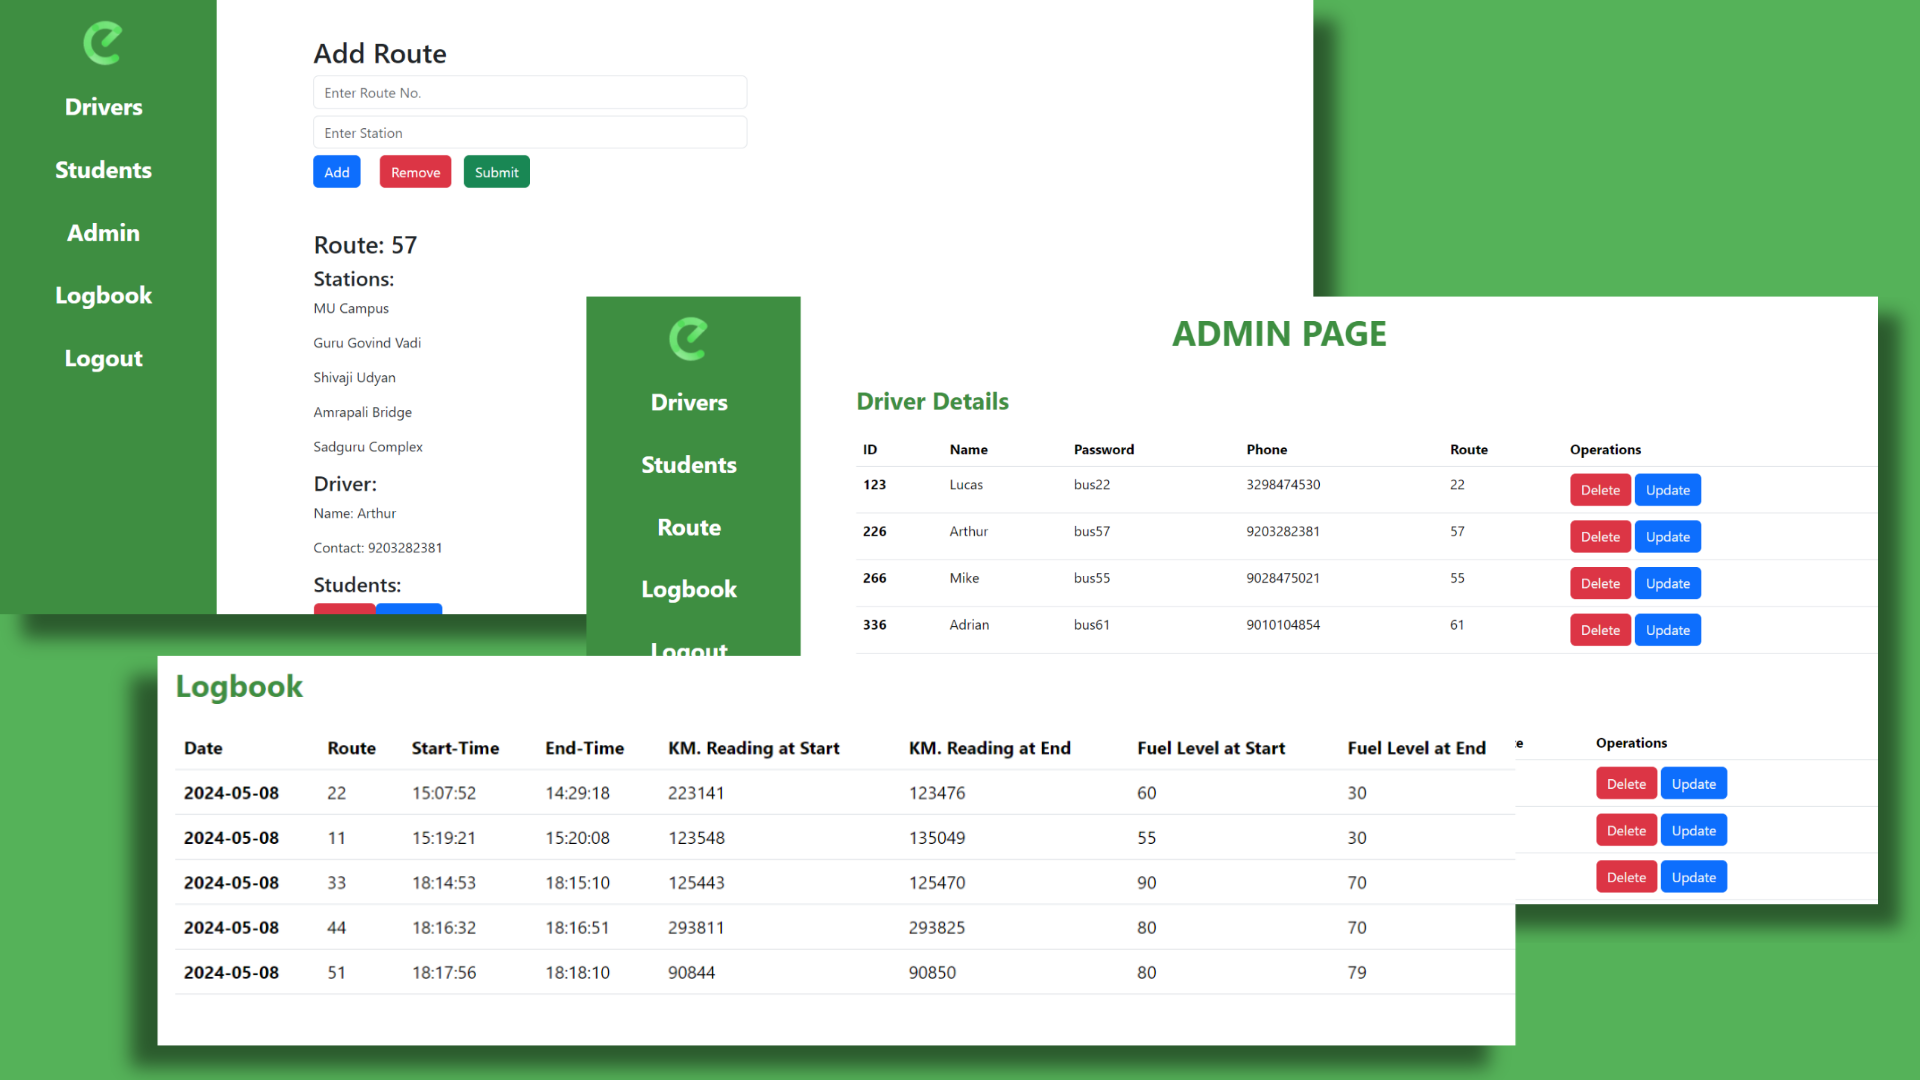 Drivers
Students
Admin
Logbook
Logout
Add Route
Enter Route No.
Enter Station
Add Remove Submit
Route: 57
Stations:
MU Campus
Guru Govind Vadi
Shivaji Udyan
Amrapali Bridge
Sadguru Complex
Driver:
Name: Arthur
Contact: 9203282381
Students:
Drivers
Students
Route
Logbook
Logout
ADMIN PAGE
Driver Details
ID Name Password Phone Route Operations
123 Lucas bus22 3298474530 22 Delete Update
226 Arthur bus57 9203282381 57 Delete Update
266 Mike bus55 9028475021 55 Delete Update
336 Adrian bus61 9010104854 61 Delete Update
Operations
Delete Update
Delete Update
Delete Update
Logbook
Date Route Start-Time End-Time KM. Reading at Start KM. Reading at End Fuel Level at Start Fuel Level at End
2024-05-08 22 15:07:52 14:29:18 223141 123476 60 30
2024-05-08 11 15:19:21 15:20:08 123548 135049 55 30
2024-05-08 33 18:14:53 18:15:10 125443 125470 90 70
2024-05-08 44 18:16:32 18:16:51 293811 293825 80 70
2024-05-08 51 18:17:56 18:18:10 90844 90850 80 79